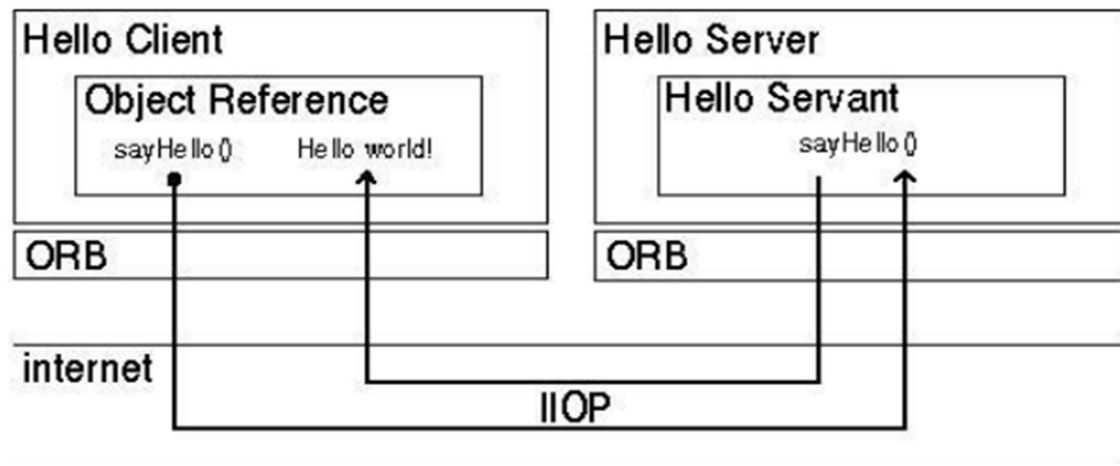 Hello Client
Object Reference
sayHello() Hello world!
ORB
Hello Server
Hello Servant
sayHello()
ORB
internet
IIOP